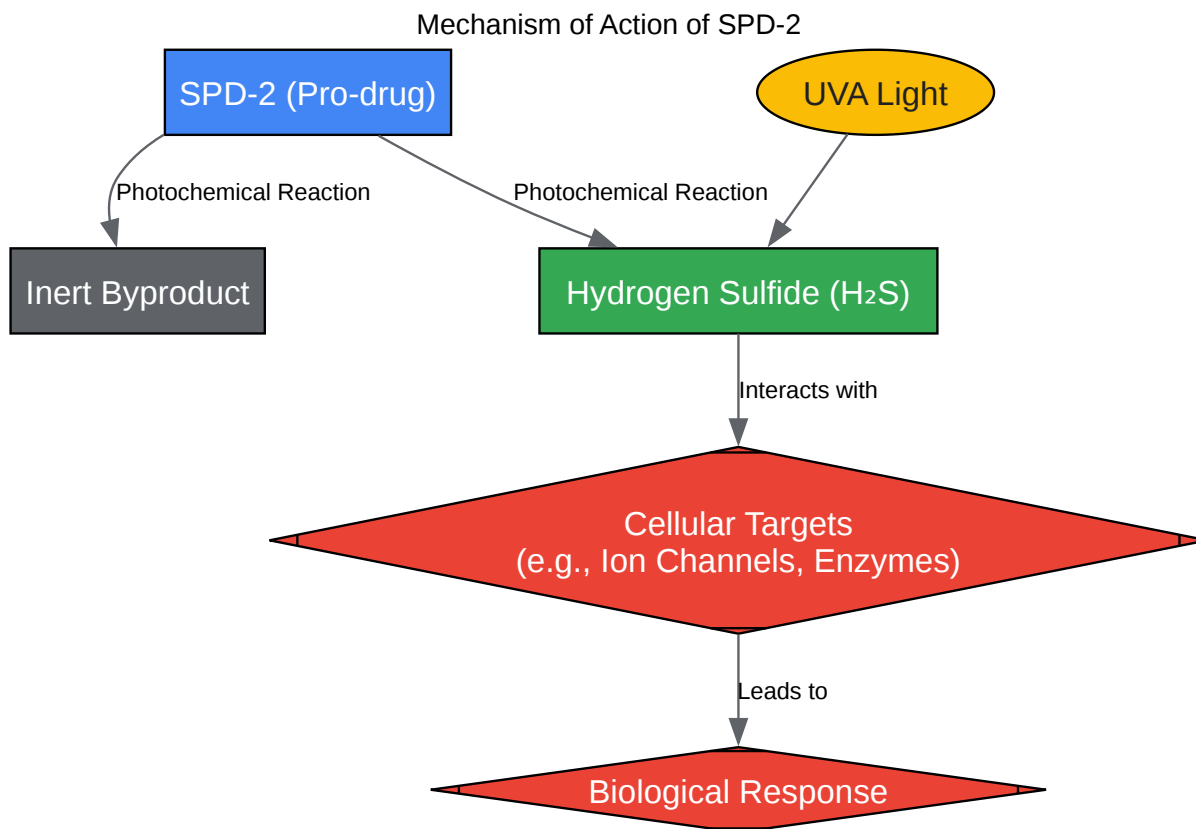 Mechanism of Action of SPD-2
SPD-2 (Pro-drug)
UVA Light
Photochemical Reaction
Photochemical Reaction
Inert Byproduct
Hydrogen Sulfide (H₂S)
Interacts with
Cellular Targets
(e.g., Ion Channels, Enzymes)
Leads to
Biological Response